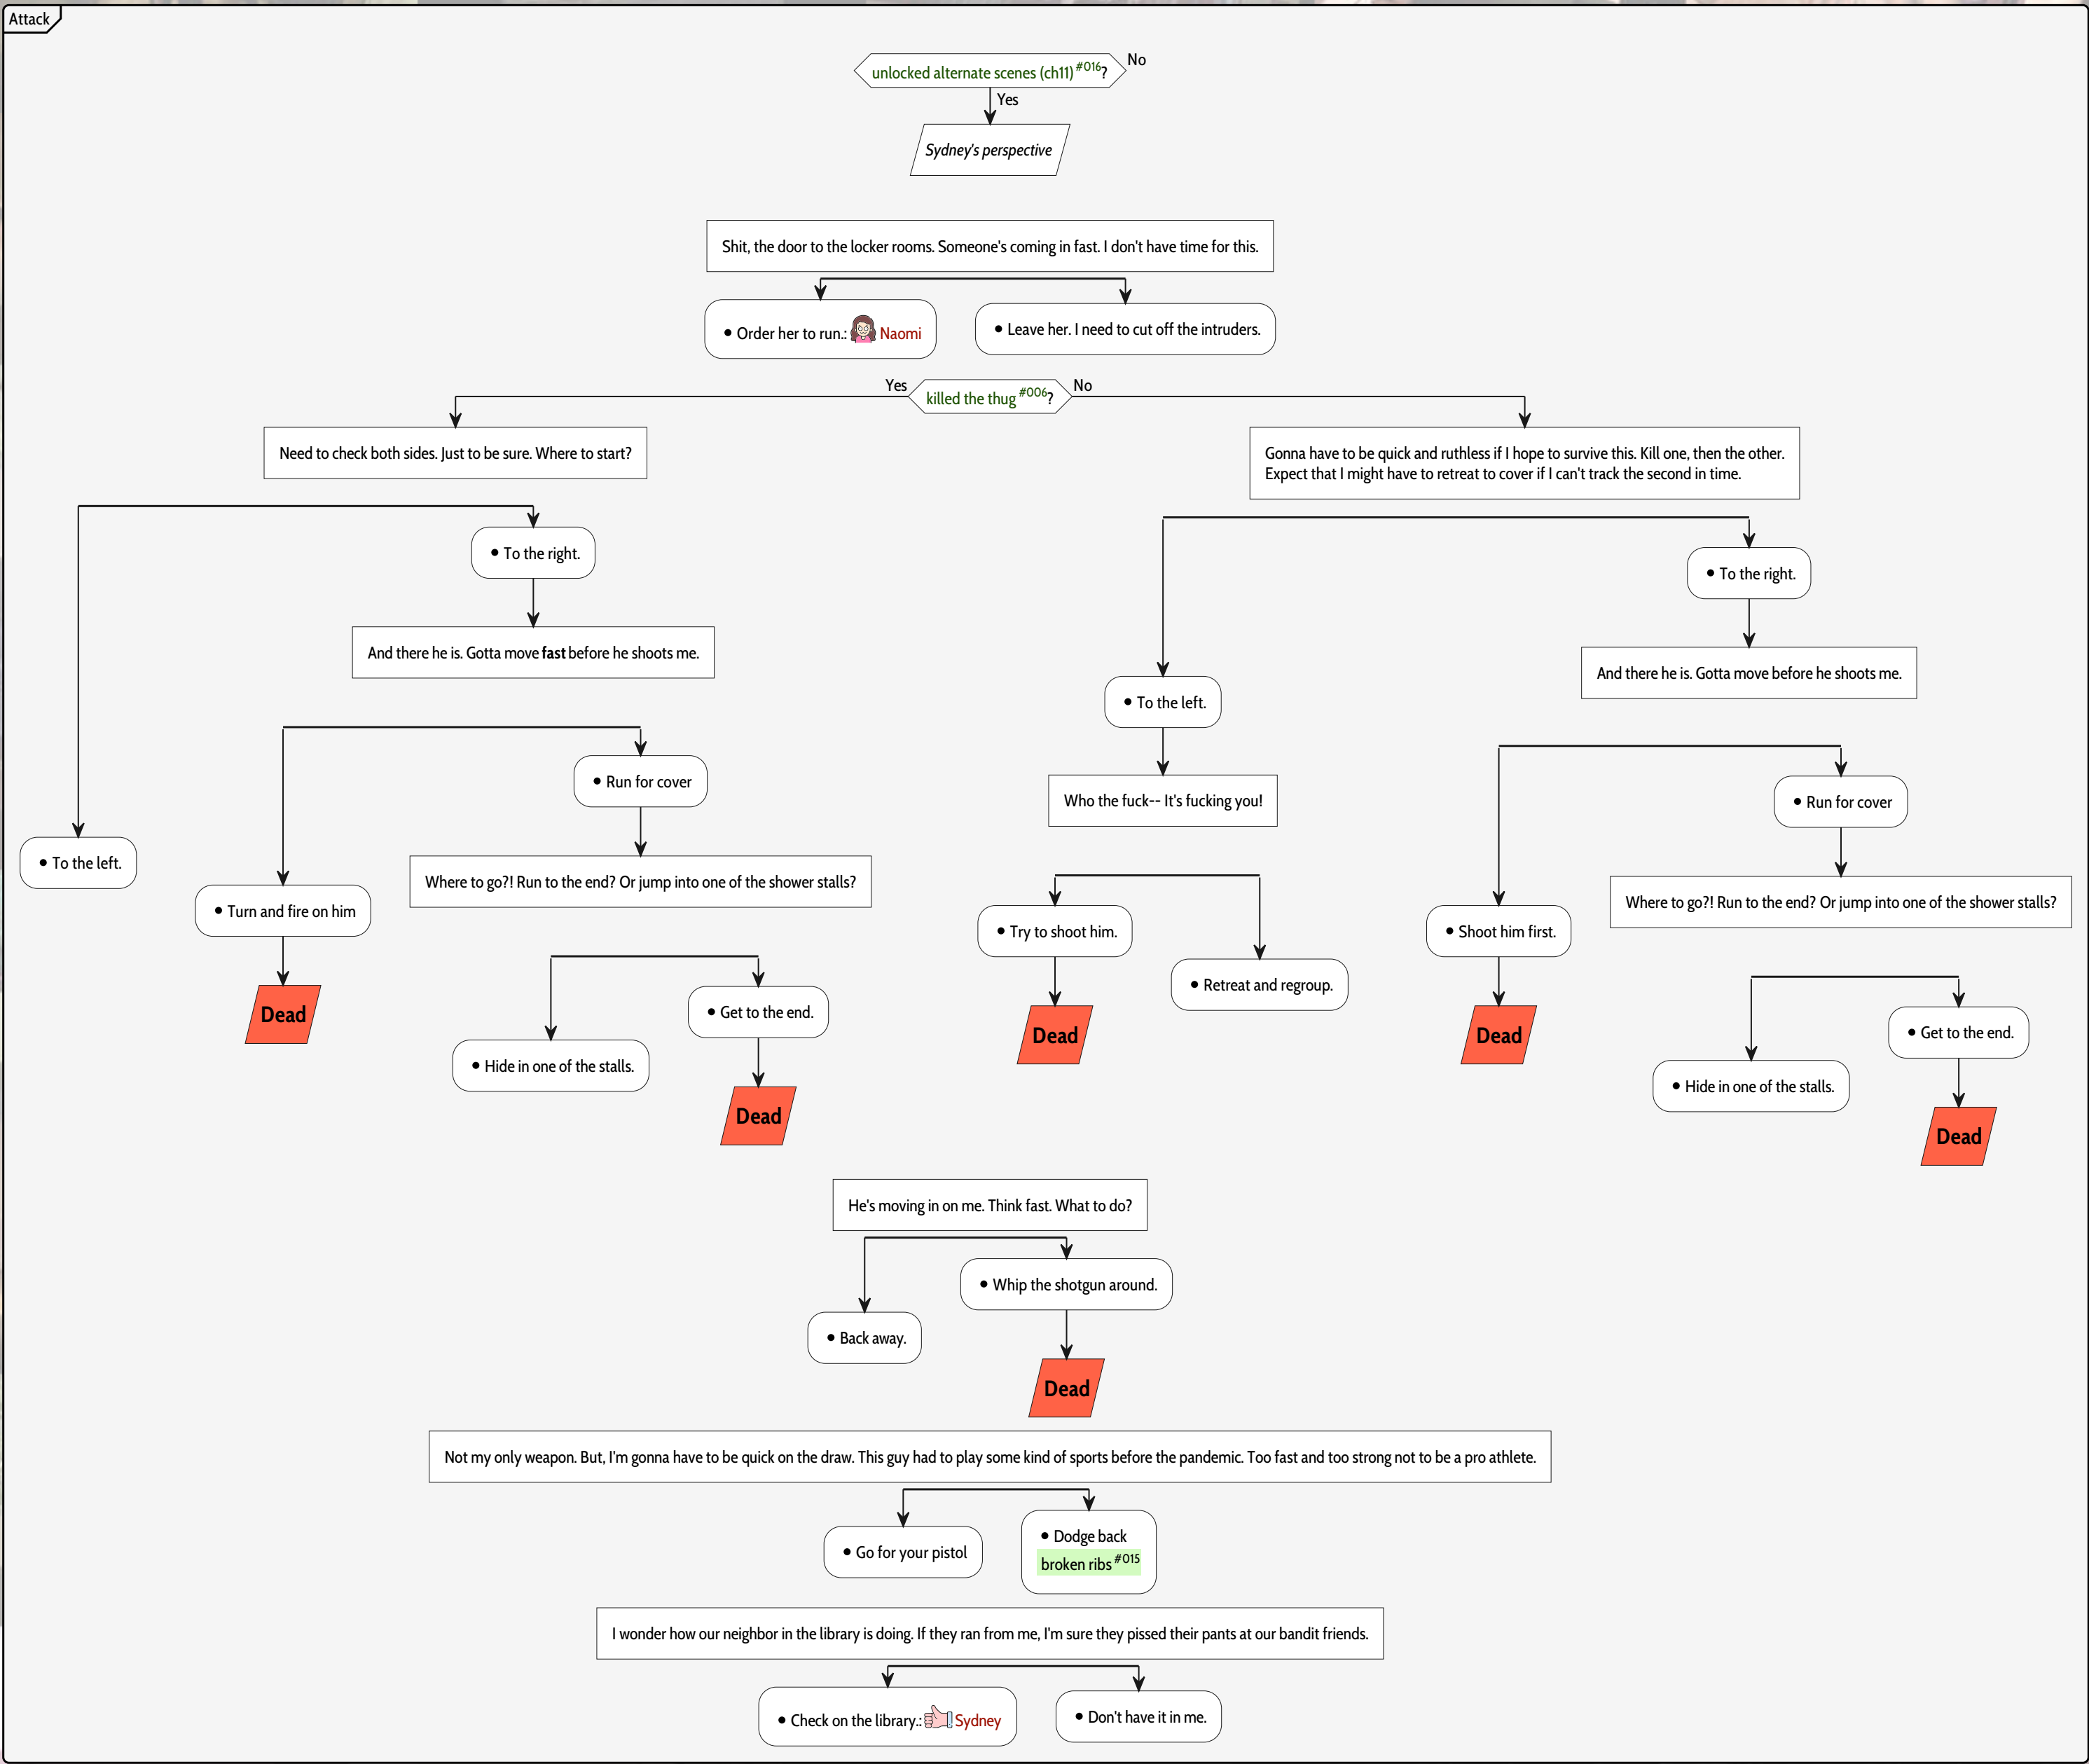 Attack
unlocked alternate scenes (ch11) #016?
No
Yes
Sydney's perspective
Shit, the door to the locker rooms. Someone's coming in fast. I don't have time for this.
• Order her to run.: Naomi
• Leave her. I need to cut off the intruders.
Yes
killed the thug #006?
No
Need to check both sides. Just to be sure. Where to start?
• To the right.
And there he is. Gotta move fast before he shoots me.
• Run for cover
Where to go?! Run to the end? Or jump into one of the shower stalls?
• To the left.
• Turn and fire on him
Dead
• Get to the end.
• Hide in one of the stalls.
Dead
Gonna have to be quick and ruthless if I hope to survive this. Kill one, then the other.
Expect that I might have to retreat to cover if I can't track the second in time.
• To the right.
And there he is. Gotta move before he shoots me.
• To the left.
Who the fuck-- It's fucking you!
• Try to shoot him.
• Retreat and regroup.
Dead
• Run for cover
Where to go?! Run to the end? Or jump into one of the shower stalls?
• Shoot him first.
Dead
• Get to the end.
• Hide in one of the stalls.
Dead
He's moving in on me. Think fast. What to do?
• Whip the shotgun around.
• Back away.
Dead
Not my only weapon. But, I'm gonna have to be quick on the draw. This guy had to play some kind of sports before the pandemic. Too fast and too strong not to be a pro athlete.
• Go for your pistol
• Dodge back
broken ribs #015
I wonder how our neighbor in the library is doing. If they ran from me, I'm sure they pissed their pants at our bandit friends.
• Check on the library.: Sydney
• Don't have it in me.